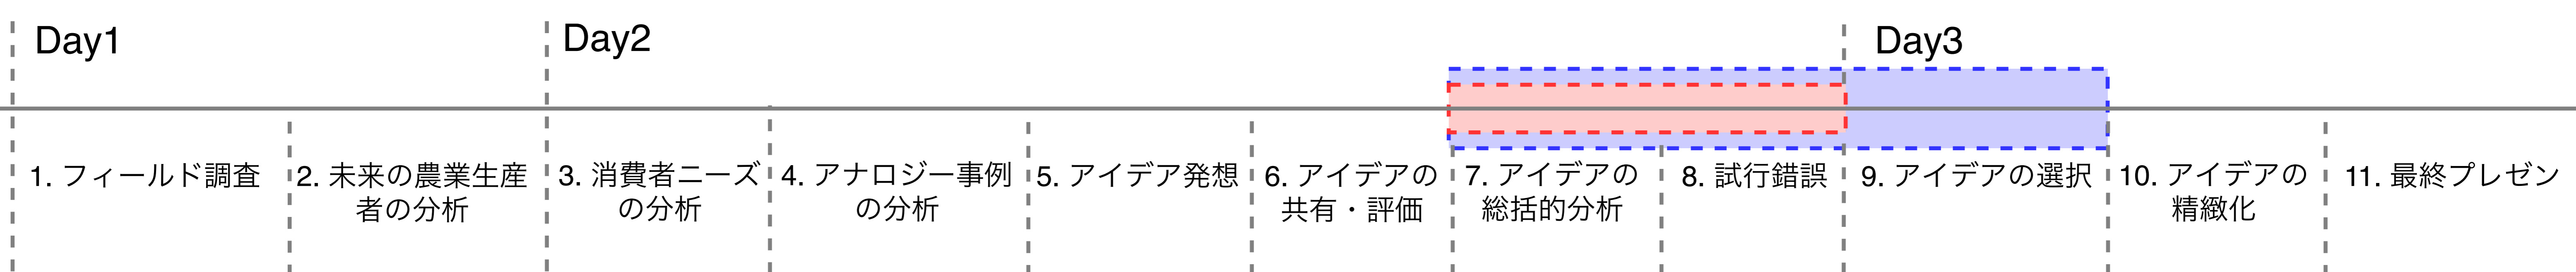 Day1
Day2
Day3
1. フィールド調査
2. 未来の農業生産
者の分析
3. 消費者ニーズ
の分析
4. アナロジー事例
の分析
5. アイデア発想
6. アイデアの
共有・評価
7. アイデアの
総括的分析
8. 試行錯誤
9. アイデアの選択
10. アイデアの
精緻化
11. 最終プレゼン